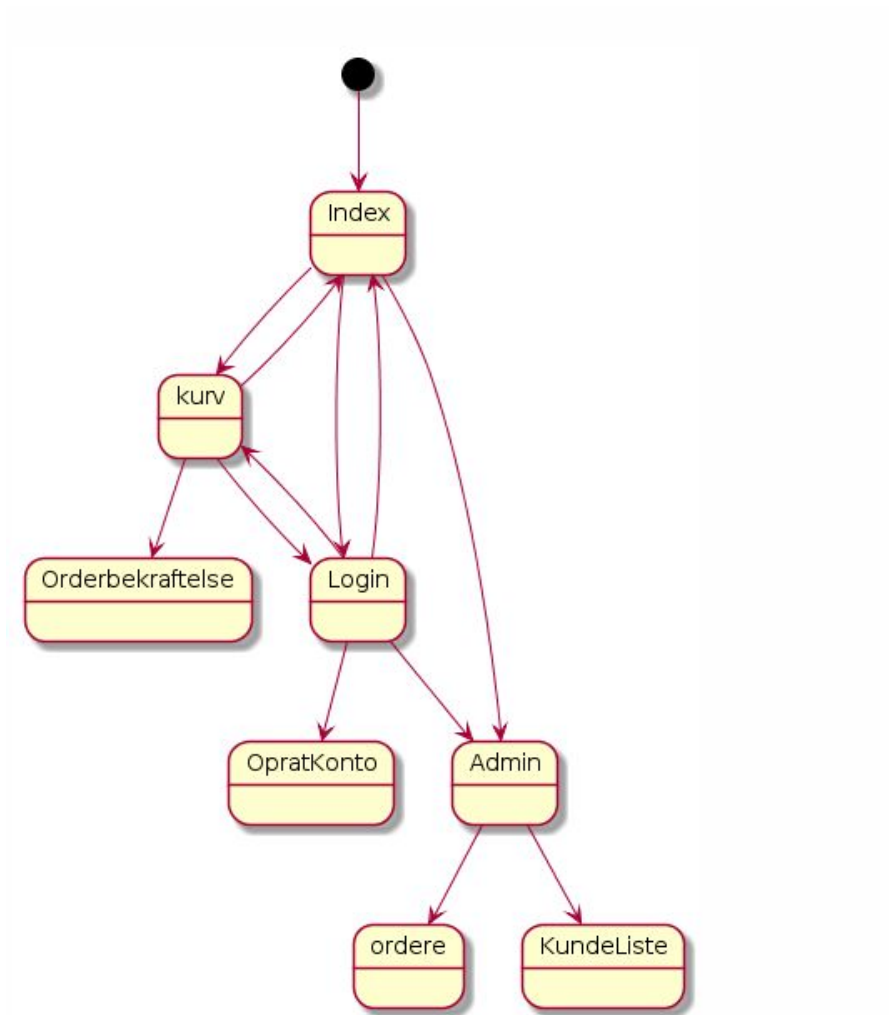 Index
kurv
Orderbekraftelse
Login
OpratKonto
Admin
ordere
KundeListe